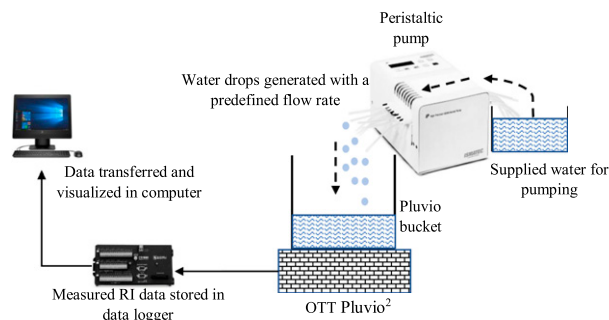 Peristaltic
pump
Water drops generated with a
predefined flow rate
Data transferred and
visualized in computer
Supplied water for
pumping
Pluvio
bucket
Measured RI data stored in
data logger
OTT Pluvio²